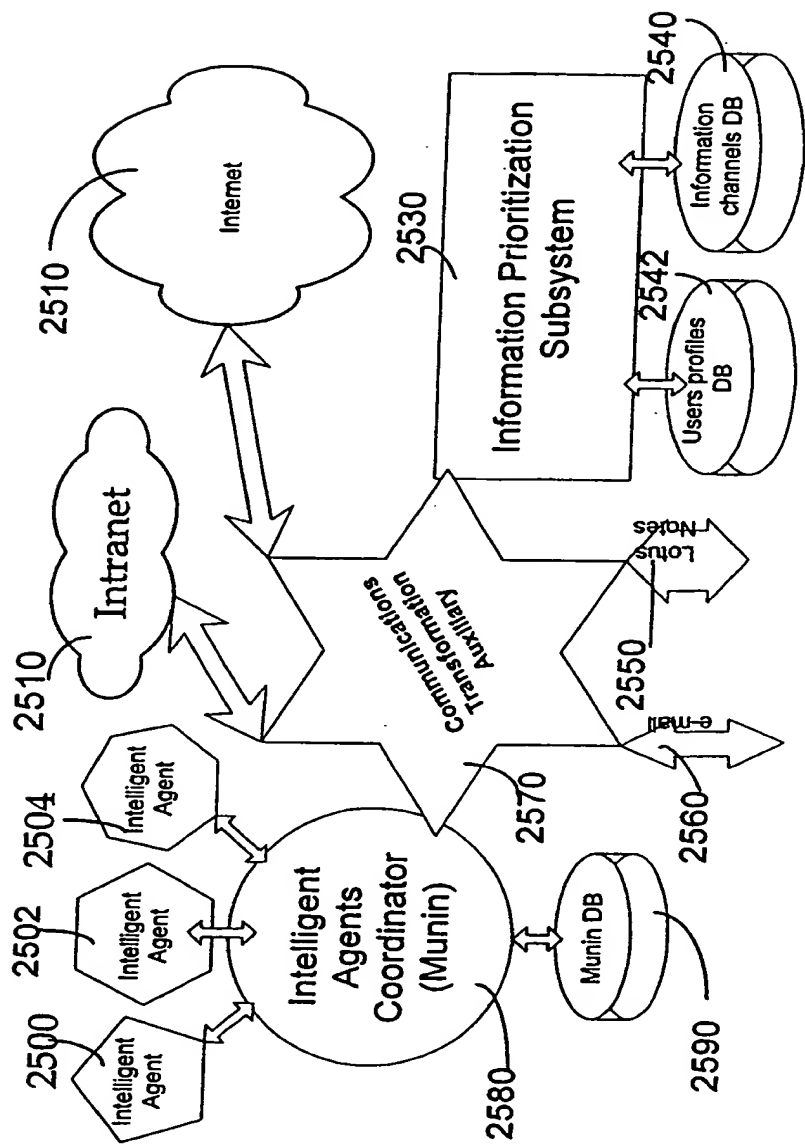 2500
Intelligent
Agent
2502
Intelligent
Agent
2504
Intelligent
Agent
2510
Intranet
2510
Internet
Intelligent
Agents
Coordinator
(Munin)
2580
Munin DB
2590
Communications
Transformation
Auxilliary
2570
e-mail
2560
Lotus
Notes
2550
2530
Information Prioritization
Subsystem
Users profiles
DB
2542
Information
channels DB
2540